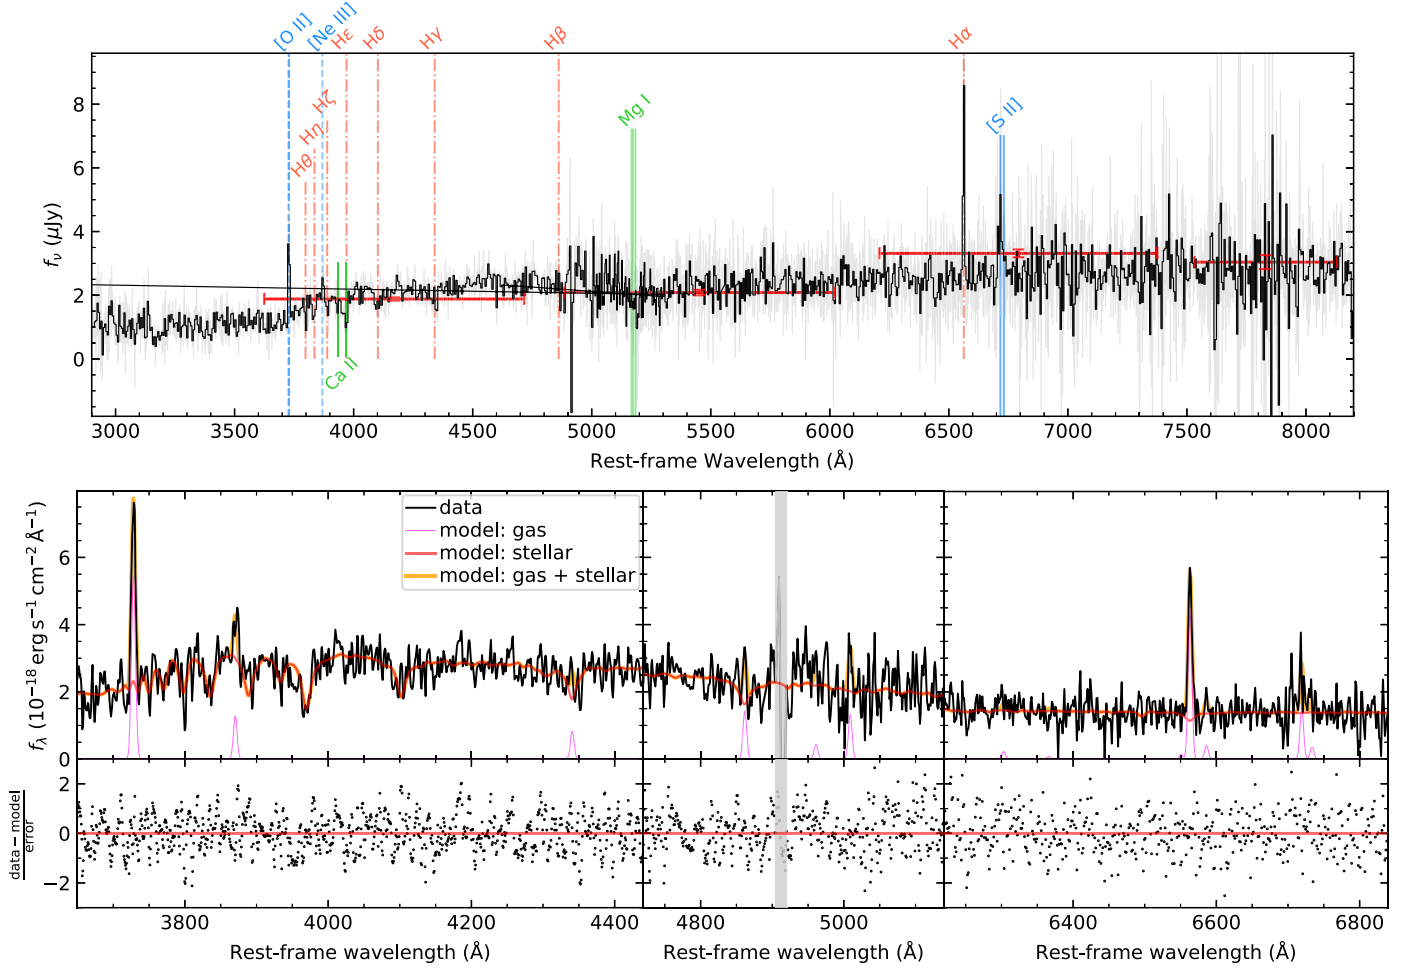 [O II]
[Ne III]
Hε
Hδ
Hγ
Hβ
Hα
Hζ
Hη
Hθ
Mg I
[S II]
Ca II
8
6
4
2
0
fν (μJy)
3000 3500 4000 4500 5000 5500 6000 6500 7000 7500 8000
Rest-frame Wavelength (Å)
data
model: gas
model: stellar
model: gas + stellar
6
4
2
0
fλ (10⁻¹⁸ erg s⁻¹ cm⁻² Å⁻¹)
2
0
−2
data−model
error
3800 4000 4200 4400 4800 5000 6400 6600 6800
Rest-frame wavelength (Å) Rest-frame wavelength (Å) Rest-frame wavelength (Å)